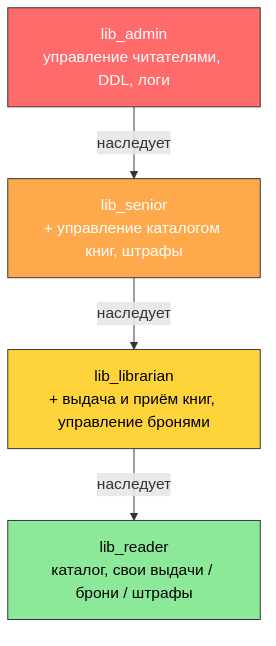 lib_admin
управление читателями,
DDL, логи
наследует
lib_senior
+ управление каталогом
книг, штрафы
наследует
lib_librarian
+ выдача и приём книг,
управление бронями
наследует
lib_reader
каталог, свои выдачи /
брони / штрафы